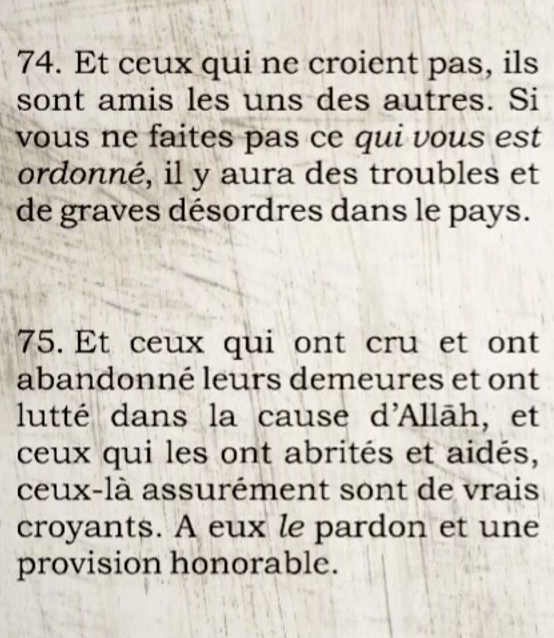 74. Et ceux qui ne croient pas, ils
sont amis les uns des autres. Si
vous ne faites pas ce qui vous est
ordonné, il y aura des troubles et
de graves désordres dans le pays.
75. Et ceux qui ont cru et ont
abandonné leurs demeures et ont
lutté dans la cause d’Allāh, et
ceux qui les ont abrités et aidés,
ceux-là assurément sont de vrais
croyants. A eux le pardon et une
provision honorable.